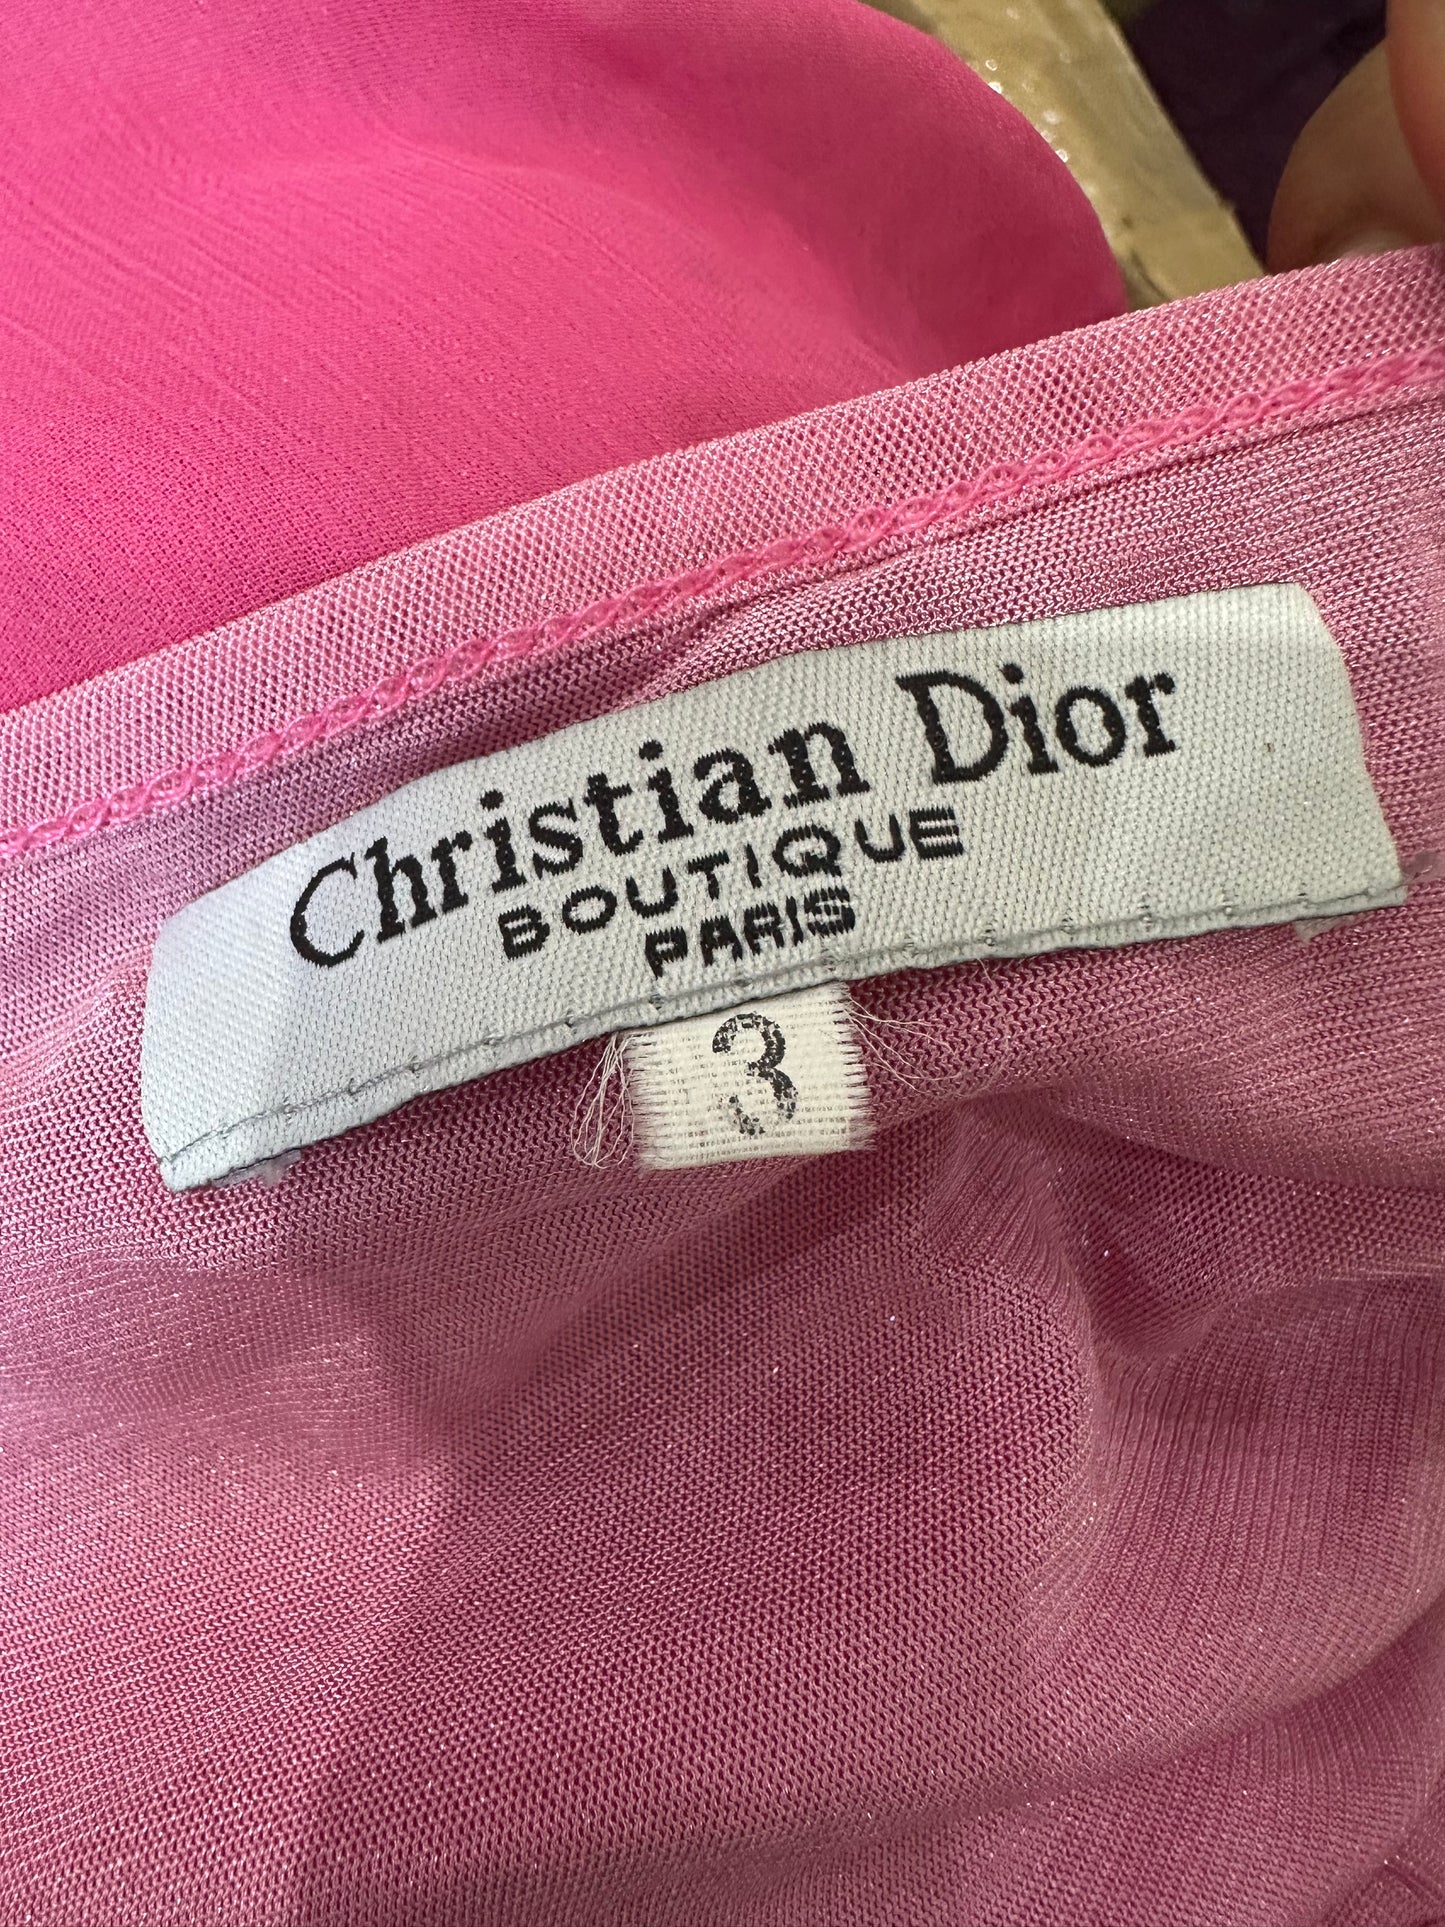 Christian Dior
BOUTIQUE
PARIS
3